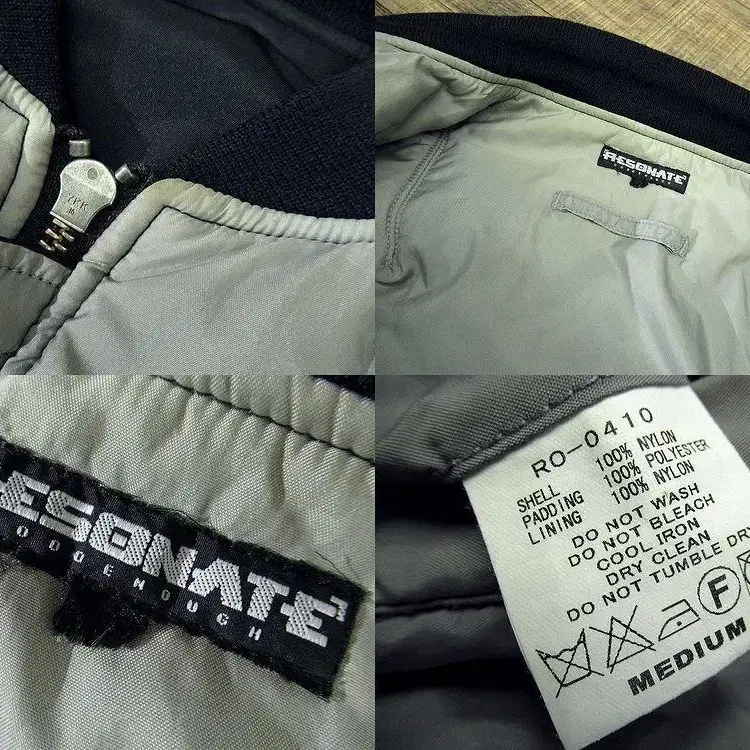 YKK
RESONATE
RESONATE
GOODENOUGH
RO-0410
SHELL 100% NYLON
PADDING 100% POLYESTER
LINING 100% NYLON
DO NOT WASH
DO NOT BLEACH
COOL IRON
DRY CLEAN
DO NOT TUMBLE DRY
F
MEDIUM